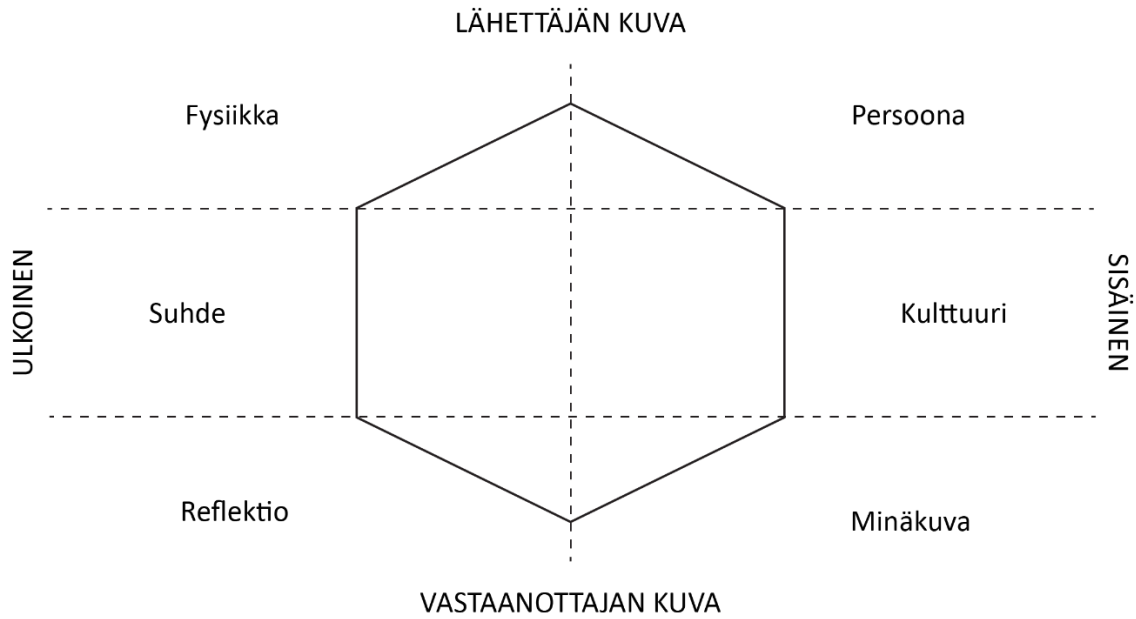 LÄHETTÄJÄN KUVA
Fysiikka
Persoona
ULKOINEN
Suhde
Kulttuuri
SISÄINEN
Reflektio
Minäkuva
VASTAANOTTAJAN KUVA